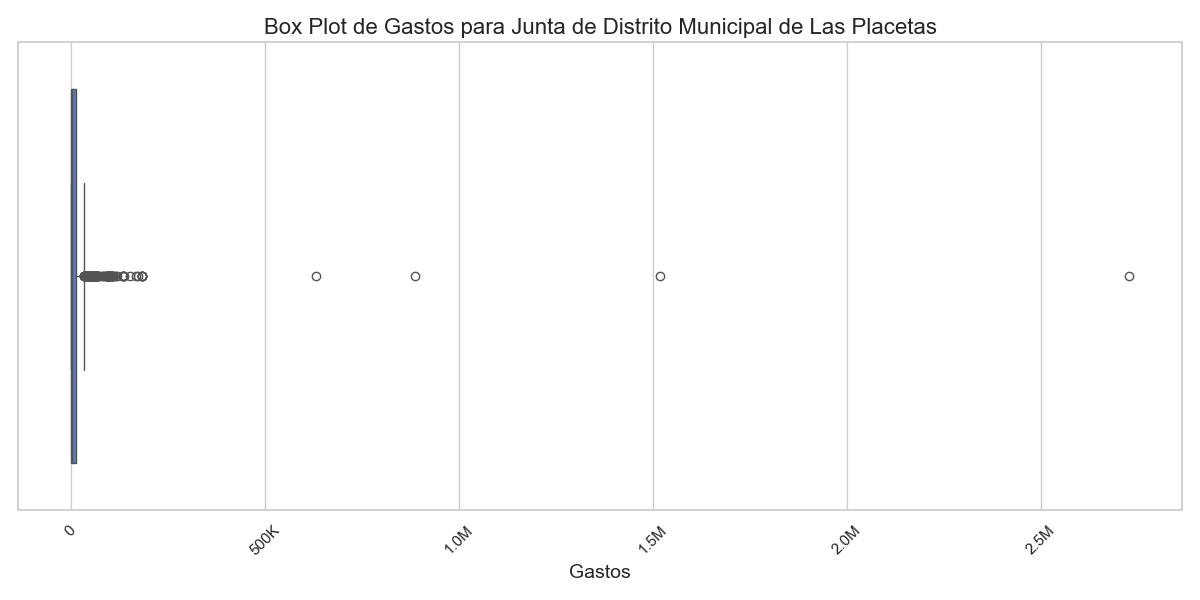 Box Plot de Gastos para Junta de Distrito Municipal de Las Placetas
0
500K
1.0M
1.5M
2.0M
2.5M
Gastos